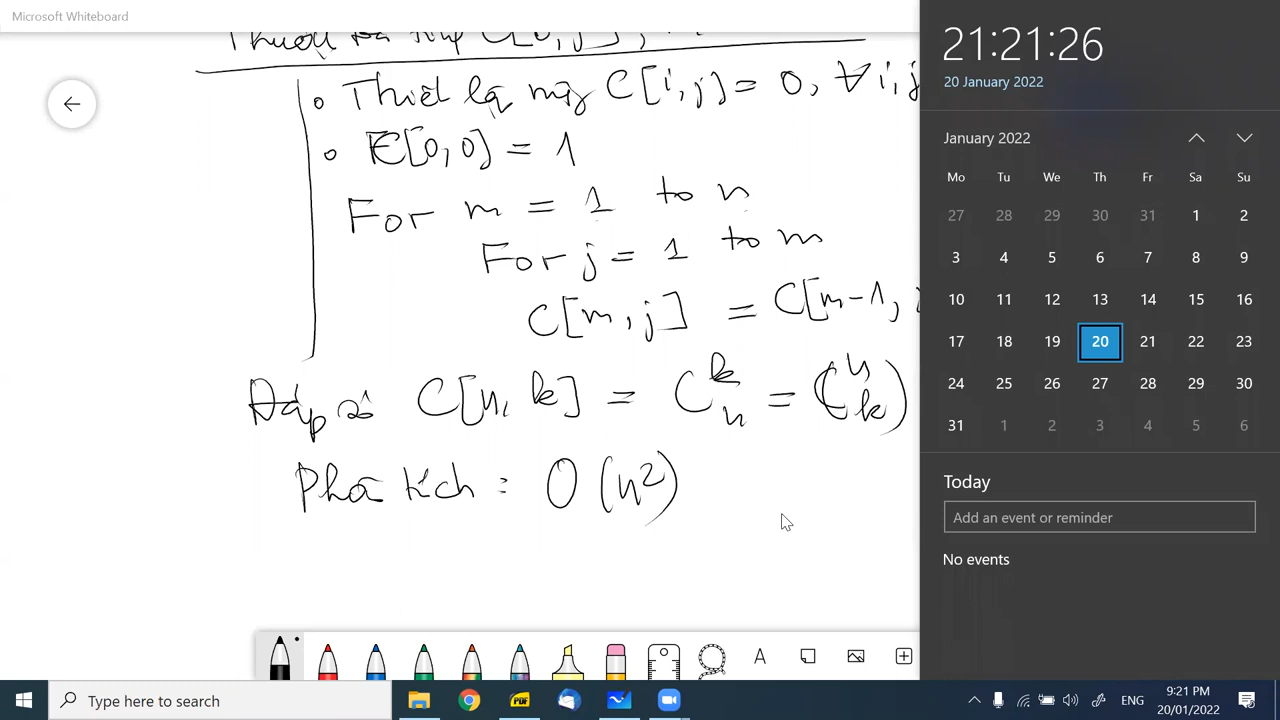 Microsoft Whiteboard
Thiết lập mảng C[i,j] = 0, ∀i,j
C[0,0] = 1
For m = 1 to n
For j = 1 to m
C[m,j] = C[m-1,
Đáp số C[n,k] = C^k_n = (n k)
Phân tích : O(n²)
21:21:26
20 January 2022
January 2022
Mo Tu We Th Fr Sa Su
27 28 29 30 31 1 2
3 4 5 6 7 8 9
10 11 12 13 14 15 16
17 18 19 20 21 22 23
24 25 26 27 28 29 30
31 1 2 3 4 5 6
Today
Add an event or reminder
No events
A
Type here to search
PDF
ENG
9:21 PM
20/01/2022